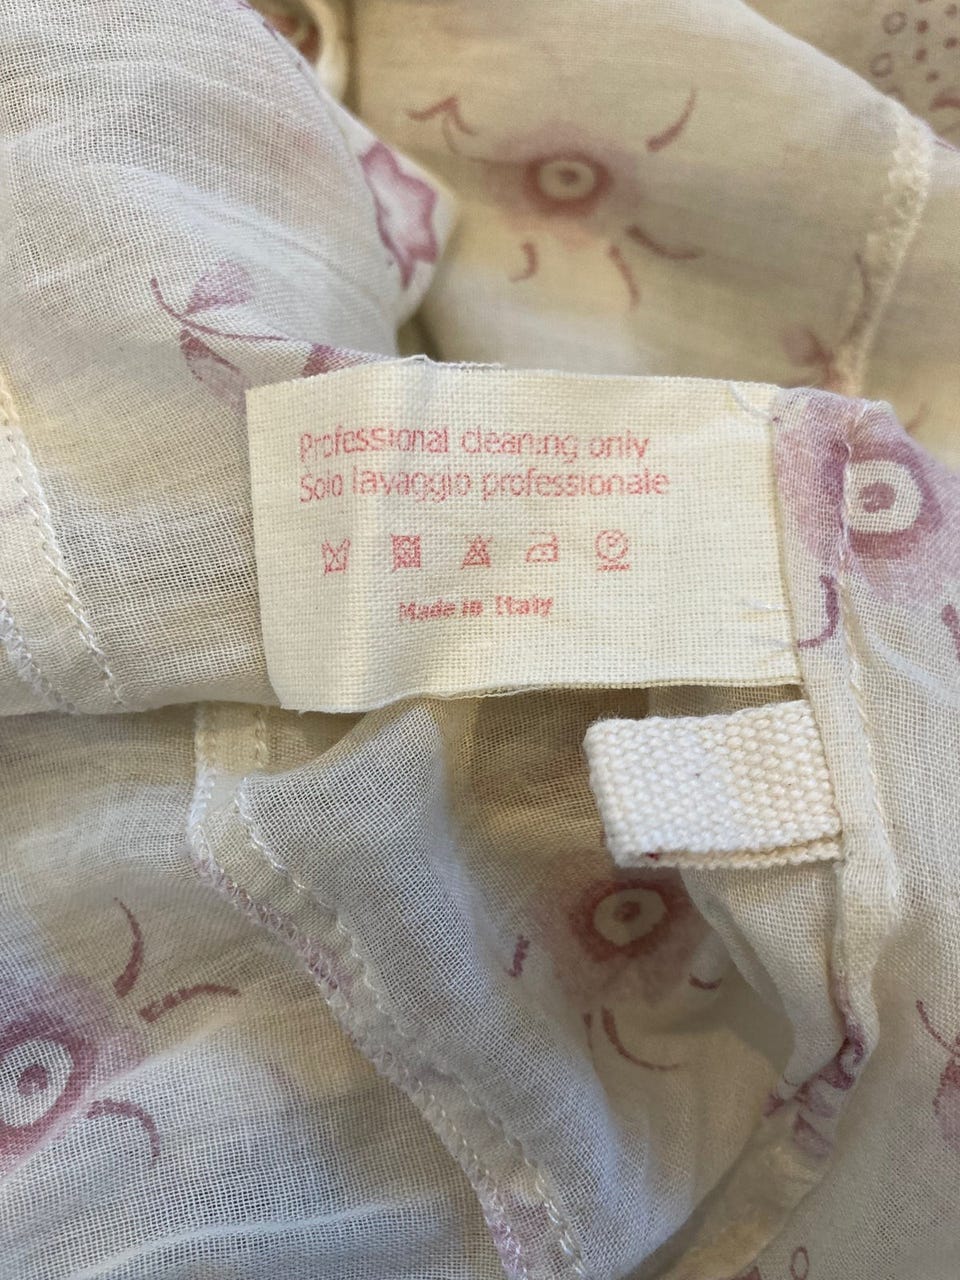 Professional cleaning only
Solo lavaggio professionale
P
Made in Italy